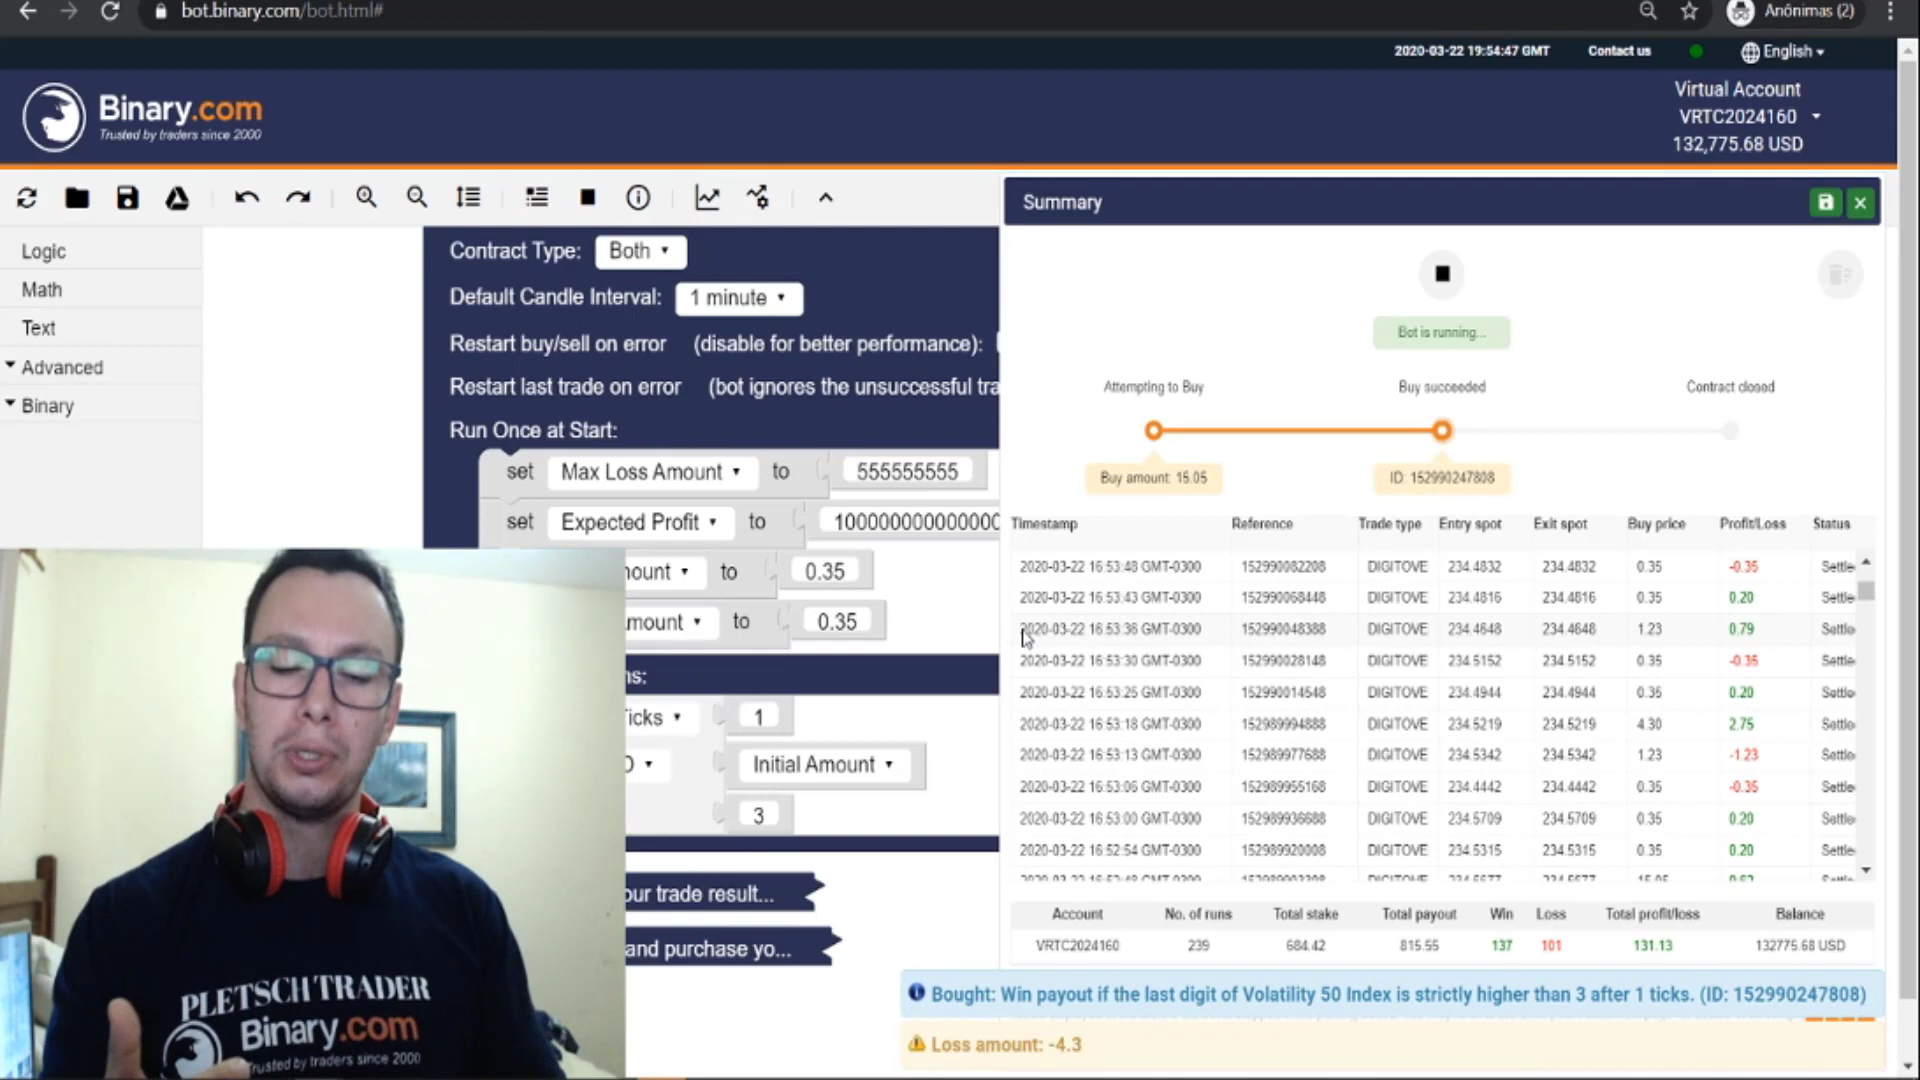 bot.binary.com/bot.html#
Anônimas (2)
2020-03-22 19:54:47 GMT
Contact us
English
Binary.com
Trusted by traders since 2000
Virtual Account
VRTC2024160
132,775.68 USD
Logic
Math
Text
Advanced
Binary
Contract Type: Both
Default Candle Interval: 1 minute
Restart buy/sell on error (disable for better performance):
Restart last trade on error (bot ignores the unsuccessful tra
Run Once at Start:
set Max Loss Amount to 555555555
set Expected Profit to 10000000000000
ount to 0.35
mount to 0.35
ns:
icks 1
Initial Amount
3
our trade result...
and purchase yo...
Summary
Bot is running...
Attempting to Buy
Buy succeeded
Contract closed
Buy amount: 15.05
ID: 152990247808
Timestamp Reference Trade type Entry spot Exit spot Buy price Profit/Loss Status
2020-03-22 16:53:48 GMT-0300 152990082208 DIGITOVE 234.4832 234.4832 0.35 -0.35 Settle
2020-03-22 16:53:43 GMT-0300 152990068448 DIGITOVE 234.4816 234.4816 0.35 0.20 Settle
2020-03-22 16:53:36 GMT-0300 152990048388 DIGITOVE 234.4648 234.4648 1.23 0.79 Settle
2020-03-22 16:53:30 GMT-0300 152990028148 DIGITOVE 234.5152 234.5152 0.35 -0.35 Settle
2020-03-22 16:53:25 GMT-0300 152990014548 DIGITOVE 234.4944 234.4944 0.35 0.20 Settle
2020-03-22 16:53:18 GMT-0300 152989994888 DIGITOVE 234.5219 234.5219 4.30 2.75 Settle
2020-03-22 16:53:13 GMT-0300 152989977688 DIGITOVE 234.5342 234.5342 1.23 -1.23 Settle
2020-03-22 16:53:06 GMT-0300 152989955168 DIGITOVE 234.4442 234.4442 0.35 -0.35 Settle
2020-03-22 16:53:00 GMT-0300 152989936688 DIGITOVE 234.5709 234.5709 0.35 0.20 Settle
2020-03-22 16:52:54 GMT-0300 152989920008 DIGITOVE 234.5315 234.5315 0.35 0.20 Settle
Account No. of runs Total stake Total payout Win Loss Total profit/loss Balance
VRTC2024160 239 684.42 815.55 137 101 131.13 132775.68 USD
Bought: Win payout if the last digit of Volatility 50 Index is strictly higher than 3 after 1 ticks. (ID: 152990247808)
Loss amount: -4.3
PLETSCH TRADER
Binary.com
Trusted by traders since 2000